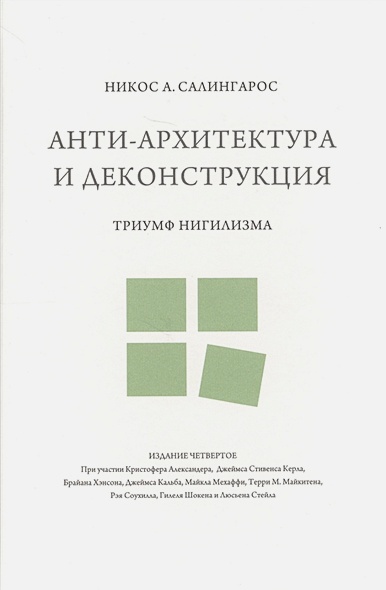 НИКОС А. САЛИНГАРОС
АНТИ-АРХИТЕКТУРА
И ДЕКОНСТРУКЦИЯ
ТРИУМФ НИГИЛИЗМА
ИЗДАНИЕ ЧЕТВЕРТОЕ
При участии Кристофера Александера, Джеймса Стивенса Керла,
Брайана Хэнсона, Джеймса Кальба, Майкла Мехаффи, Терри М. Майкитена,
Рэя Соухилла, Гилеля Шокена и Люсьена Стейла